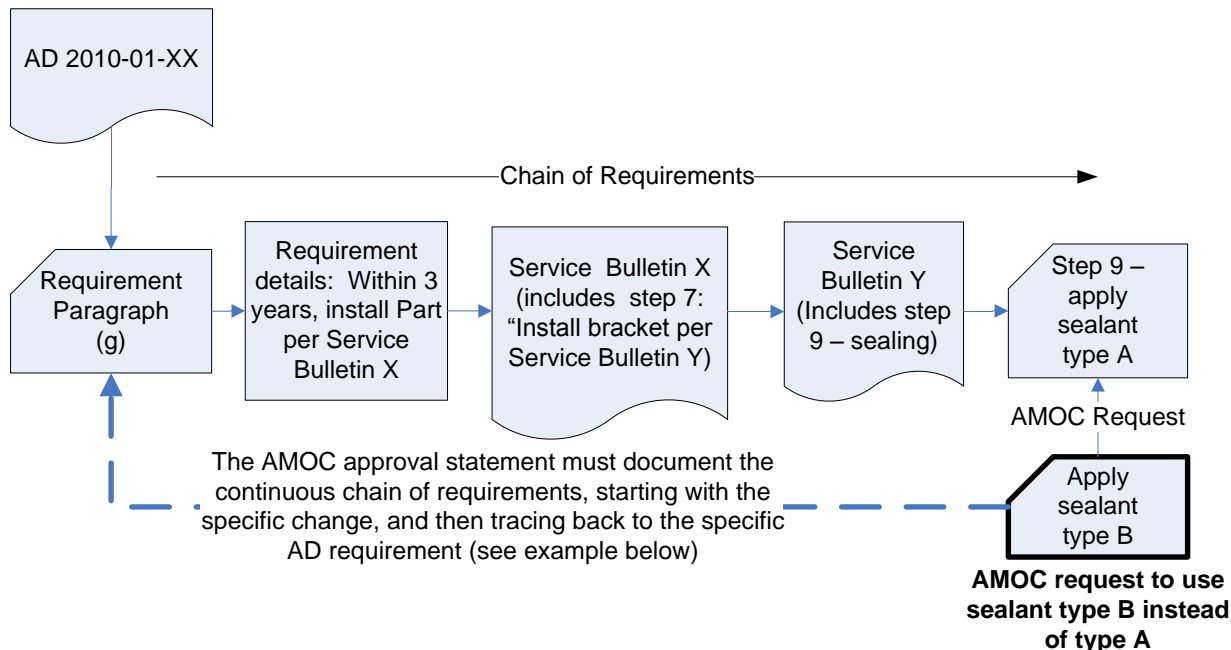 AD 2010-01-XX
Chain of Requirements
Requirement
Paragraph
(g)
Requirement
details:  Within 3
years, install Part
per Service
Bulletin X
Service  Bulletin X
(includes  step 7:
“Install bracket per
Service Bulletin Y)
Service
Bulletin Y
(Includes step
9 – sealing)
Step 9 –
apply
sealant
type A
AMOC Request
The AMOC approval statement must document the
continuous chain of requirements, starting with the
specific change, and then tracing back to the specific
AD requirement (see example below)
Apply
sealant
type B
AMOC request to use
sealant type B instead
of type A